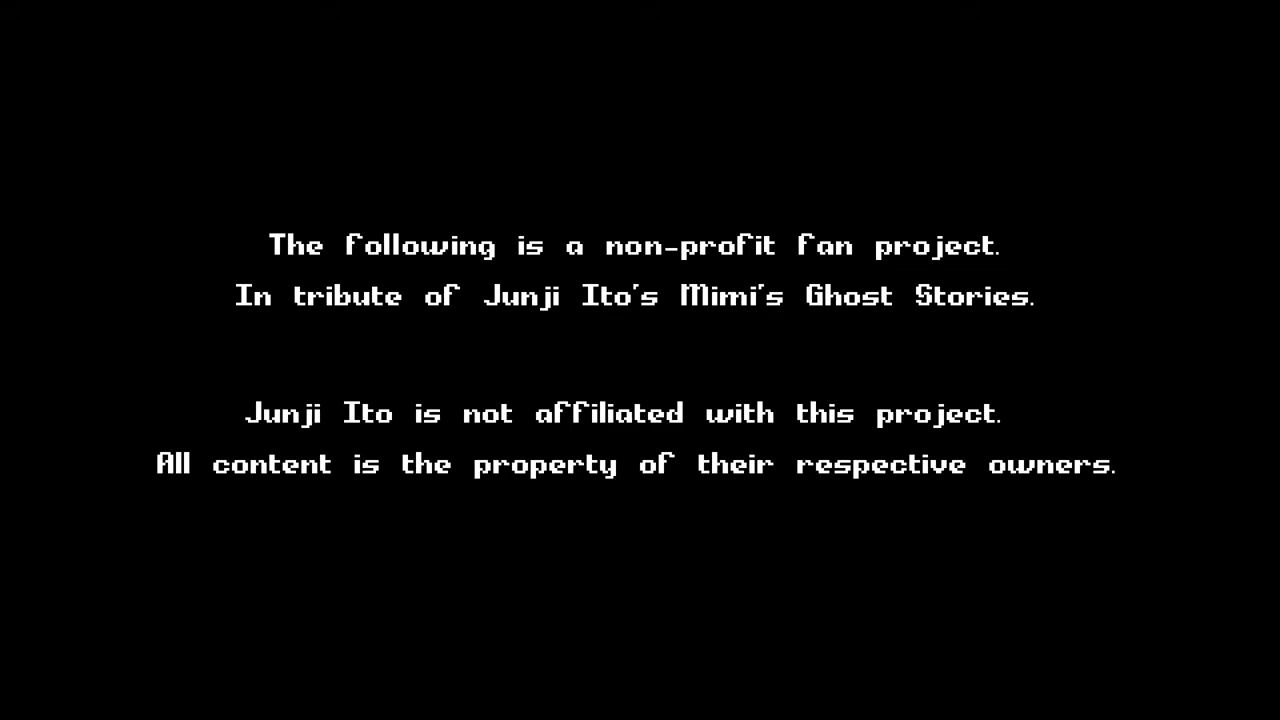 The following is a non-profit fan project.
In tribute of Junji Ito's Mimi's Ghost Stories.
Junji Ito is not affiliated with this project.
All content is the property of their respective owners.